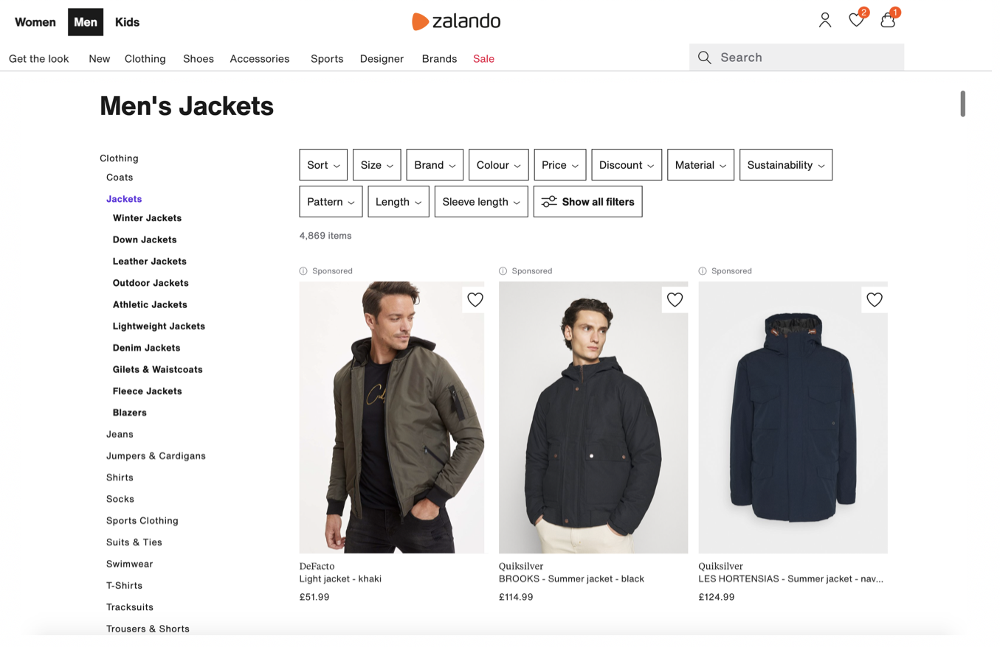 Women Men Kids
zalando
2
1
Get the look New Clothing Shoes Accessories Sports Designer Brands Sale
Search
Men's Jackets
Clothing
Coats
Jackets
Winter Jackets
Down Jackets
Leather Jackets
Outdoor Jackets
Athletic Jackets
Lightweight Jackets
Denim Jackets
Gilets & Waistcoats
Fleece Jackets
Blazers
Jeans
Jumpers & Cardigans
Shirts
Socks
Sports Clothing
Suits & Ties
Swimwear
T-Shirts
Tracksuits
Trousers & Shorts
Sort Size Brand Colour Price Discount Material Sustainability
Pattern Length Sleeve length Show all filters
4,869 items
Sponsored
DeFacto
Light jacket - khaki
£51.99
Sponsored
Quiksilver
BROOKS - Summer jacket - black
£114.99
Sponsored
Quiksilver
LES HORTENSIAS - Summer jacket - nav...
£124.99